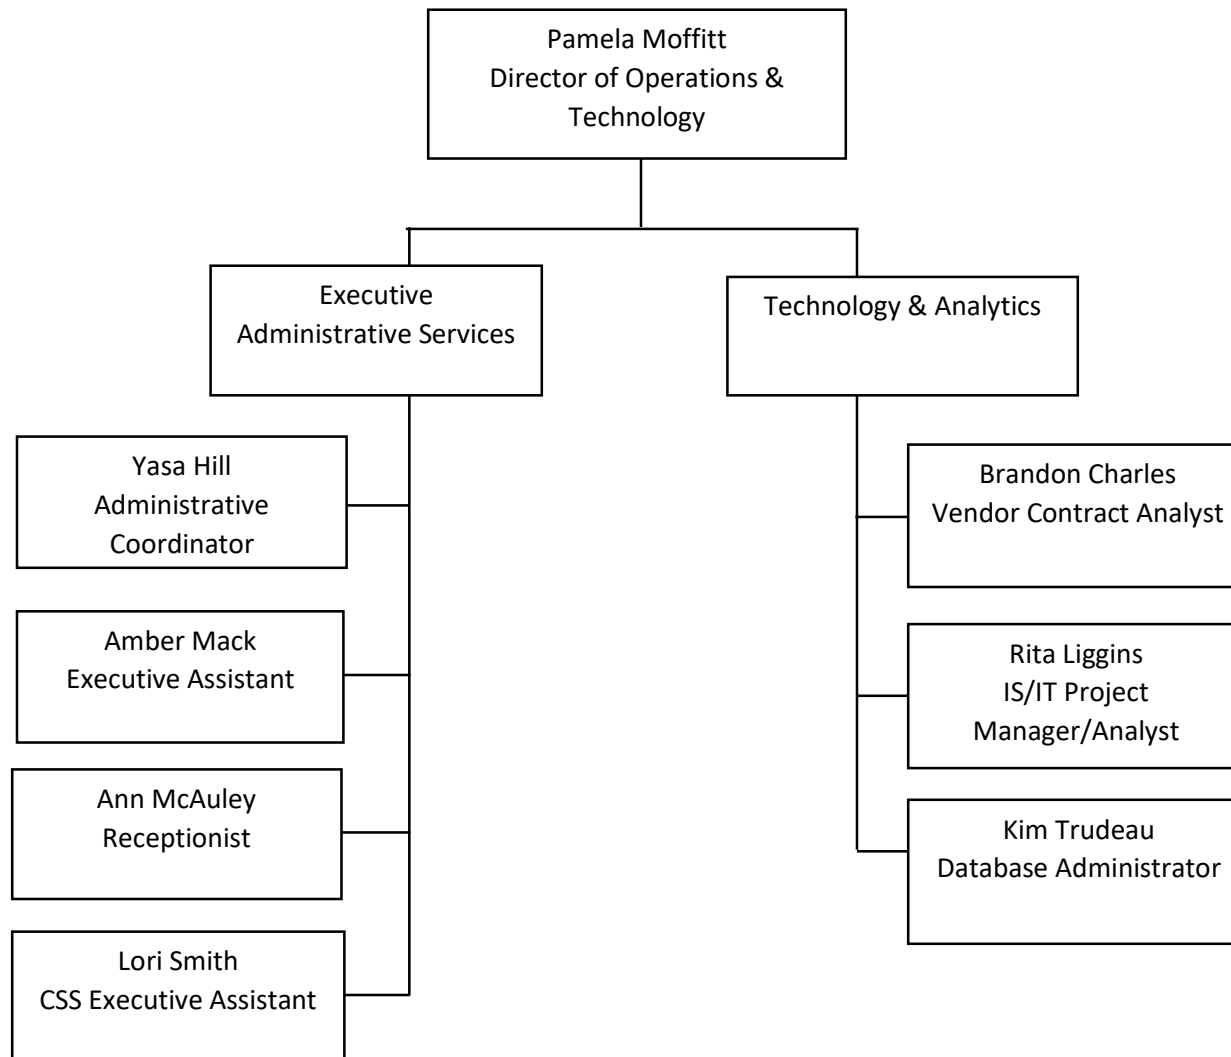 Pamela Moffitt
Director of Operations &
Technology
Executive
Administrative Services
Technology & Analytics
Yasa Hill
Administrative
Coordinator
Amber Mack
Executive Assistant
Ann McAuley
Receptionist
Lori Smith
CSS Executive Assistant
Brandon Charles
Vendor Contract Analyst
Rita Liggins
IS/IT Project
Manager/Analyst
Kim Trudeau
Database Administrator